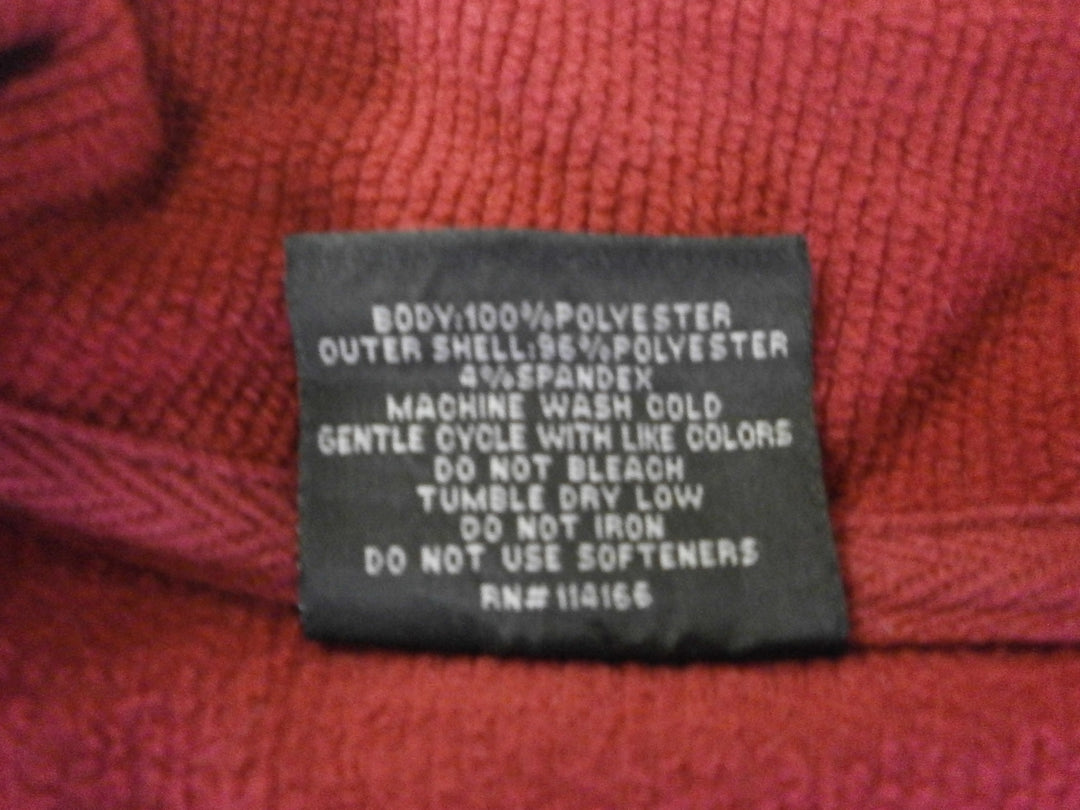 BODY:100%POLYESTER
OUTER SHELL:96%POLYESTER
4%SPANDEX
MACHINE WASH COLD
GENTLE CYCLE WITH LIKE COLORS
DO NOT BLEACH
TUMBLE DRY LOW
DO NOT IRON
DO NOT USE SOFTENERS
RN#114166